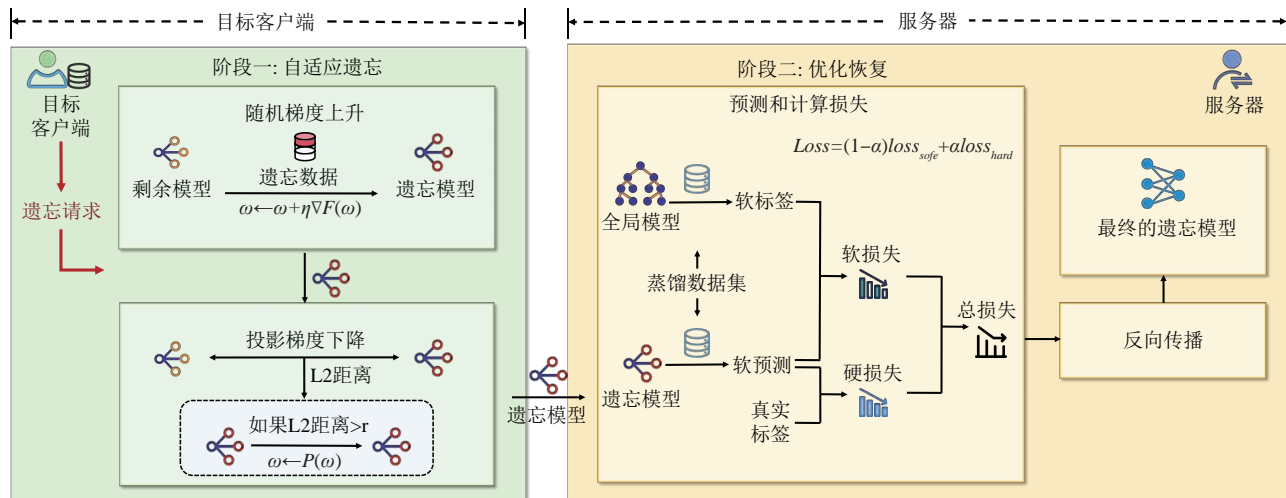 目标客户端
服务器
目标
客户端
遗忘请求
阶段一: 自适应遗忘
随机梯度上升
剩余模型
遗忘数据
遗忘模型
ω←ω+η∇F(ω)
投影梯度下降
L2距离
如果L2距离>r
ω←P(ω)
遗忘模型
阶段二: 优化恢复
服务器
预测和计算损失
Loss=(1−α)loss_sofe+αloss_hard
全局模型
软标签
蒸馏数据集
遗忘模型
软预测
真实
标签
软损失
硬损失
总损失
反向传播
最终的遗忘模型